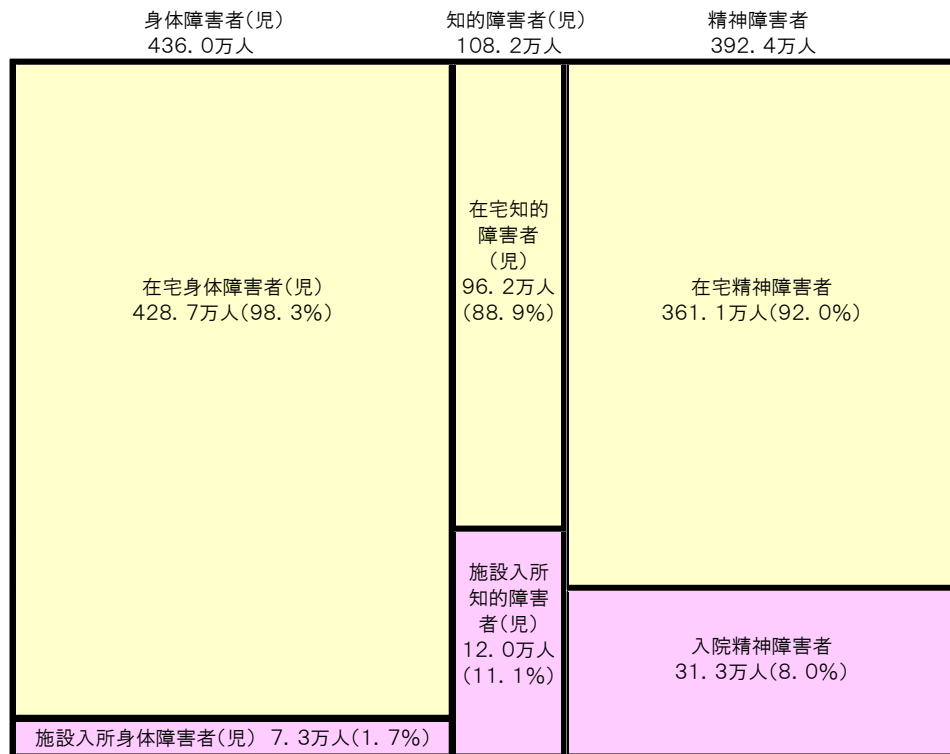 身体障害者(児)
436.0万人
知的障害者(児)
108.2万人
精神障害者
392.4万人
在宅身体障害者(児)
428.7万人(98.3%)
在宅知的
障害者
(児)
96.2万人
(88.9%)
在宅精神障害者
361.1万人(92.0%)
施設入所身体障害者(児) 7.3万人(1.7%)
施設入所
知的障害
者(児)
12.0万人
(11.1%)
入院精神障害者
31.3万人(8.0%)